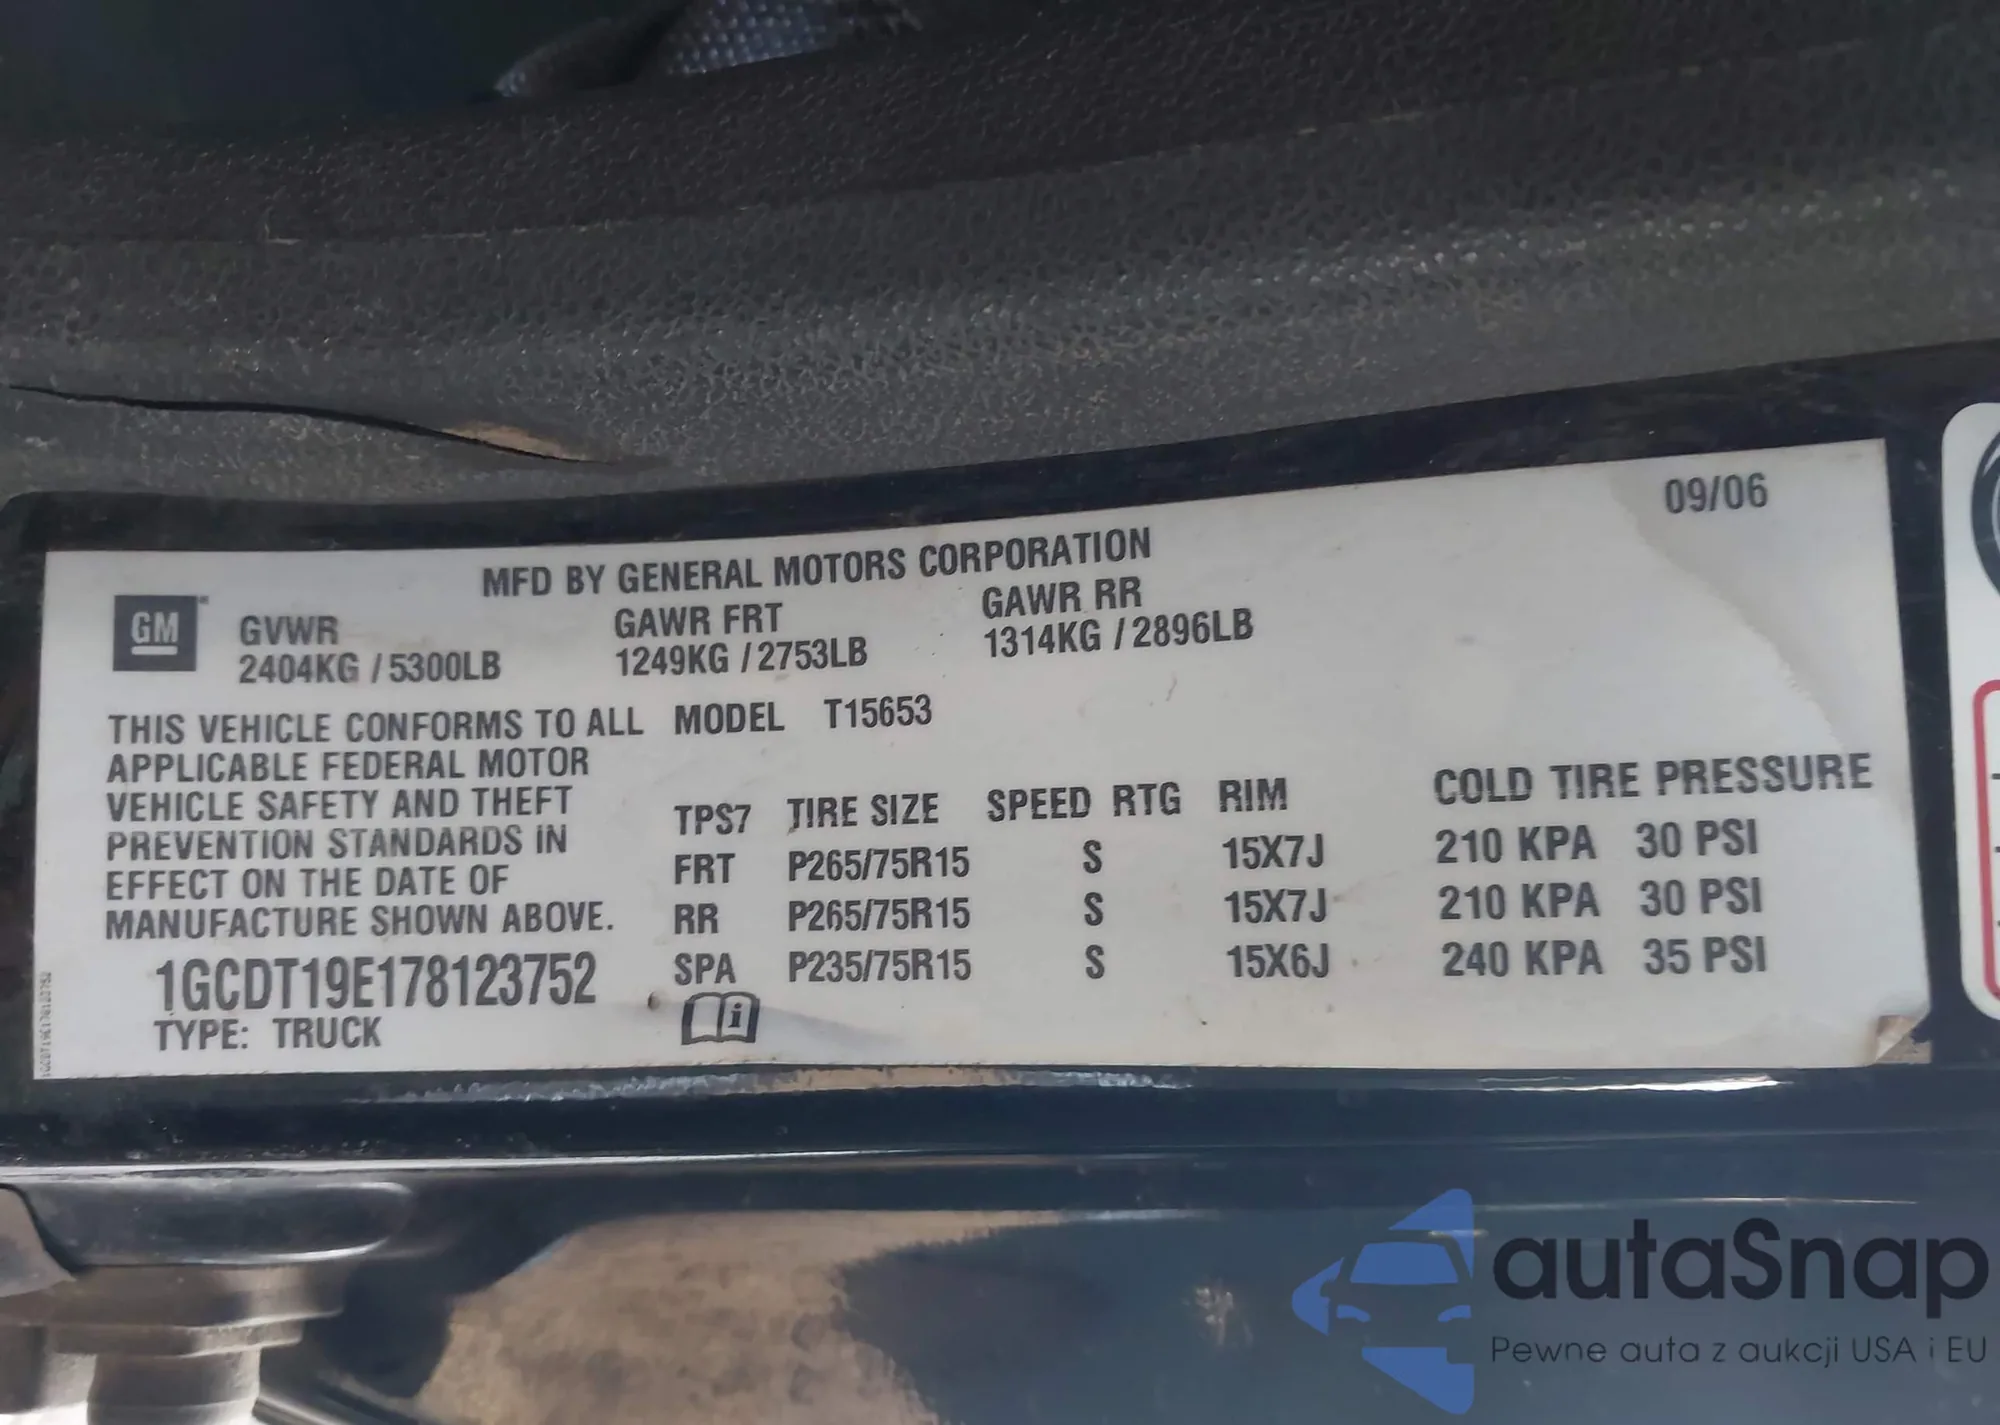 09/06
MFD BY GENERAL MOTORS CORPORATION
GM
GVWR GAWR FRT GAWR RR
2404KG / 5300LB 1249KG / 2753LB 1314KG / 2896LB
THIS VEHICLE CONFORMS TO ALL
APPLICABLE FEDERAL MOTOR
VEHICLE SAFETY AND THEFT
PREVENTION STANDARDS IN
EFFECT ON THE DATE OF
MANUFACTURE SHOWN ABOVE.
1GCDT19E178123752
TYPE: TRUCK
MODEL T15653
TPS7 TIRE SIZE SPEED RTG RIM COLD TIRE PRESSURE
FRT P265/75R15 S 15X7J 210 KPA 30 PSI
RR P265/75R15 S 15X7J 210 KPA 30 PSI
SPA P235/75R15 S 15X6J 240 KPA 35 PSI
i
1GCDT19E178123752
autaSnap
Pewne auta z aukcji USA i EU